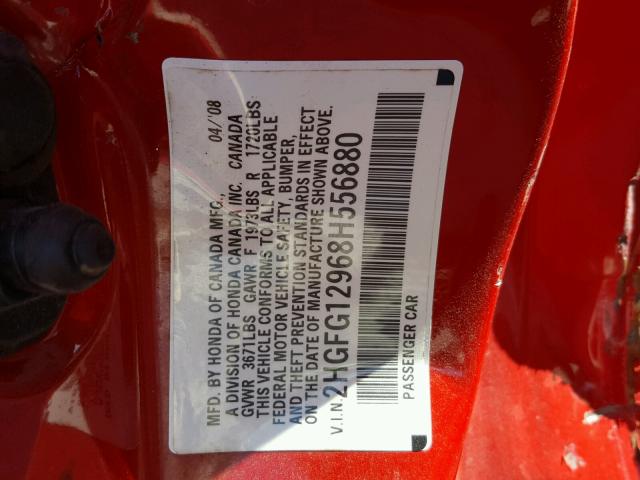 MFD. BY HONDA OF CANADA MFG., 04/'08
A DIVISION OF HONDA CANADA INC. CANADA
GVWR 3671LBS GAWR F 1973LBS R 1720LBS
THIS VEHICLE CONFORMS TO ALL APPLICABLE
FEDERAL MOTOR VEHICLE SAFETY, BUMPER,
AND THEFT PREVENTION STANDARDS IN EFFECT
ON THE DATE OF MANUFACTURE SHOWN ABOVE.
V.I.N. 2HGFG12968H556880
PASSENGER CAR